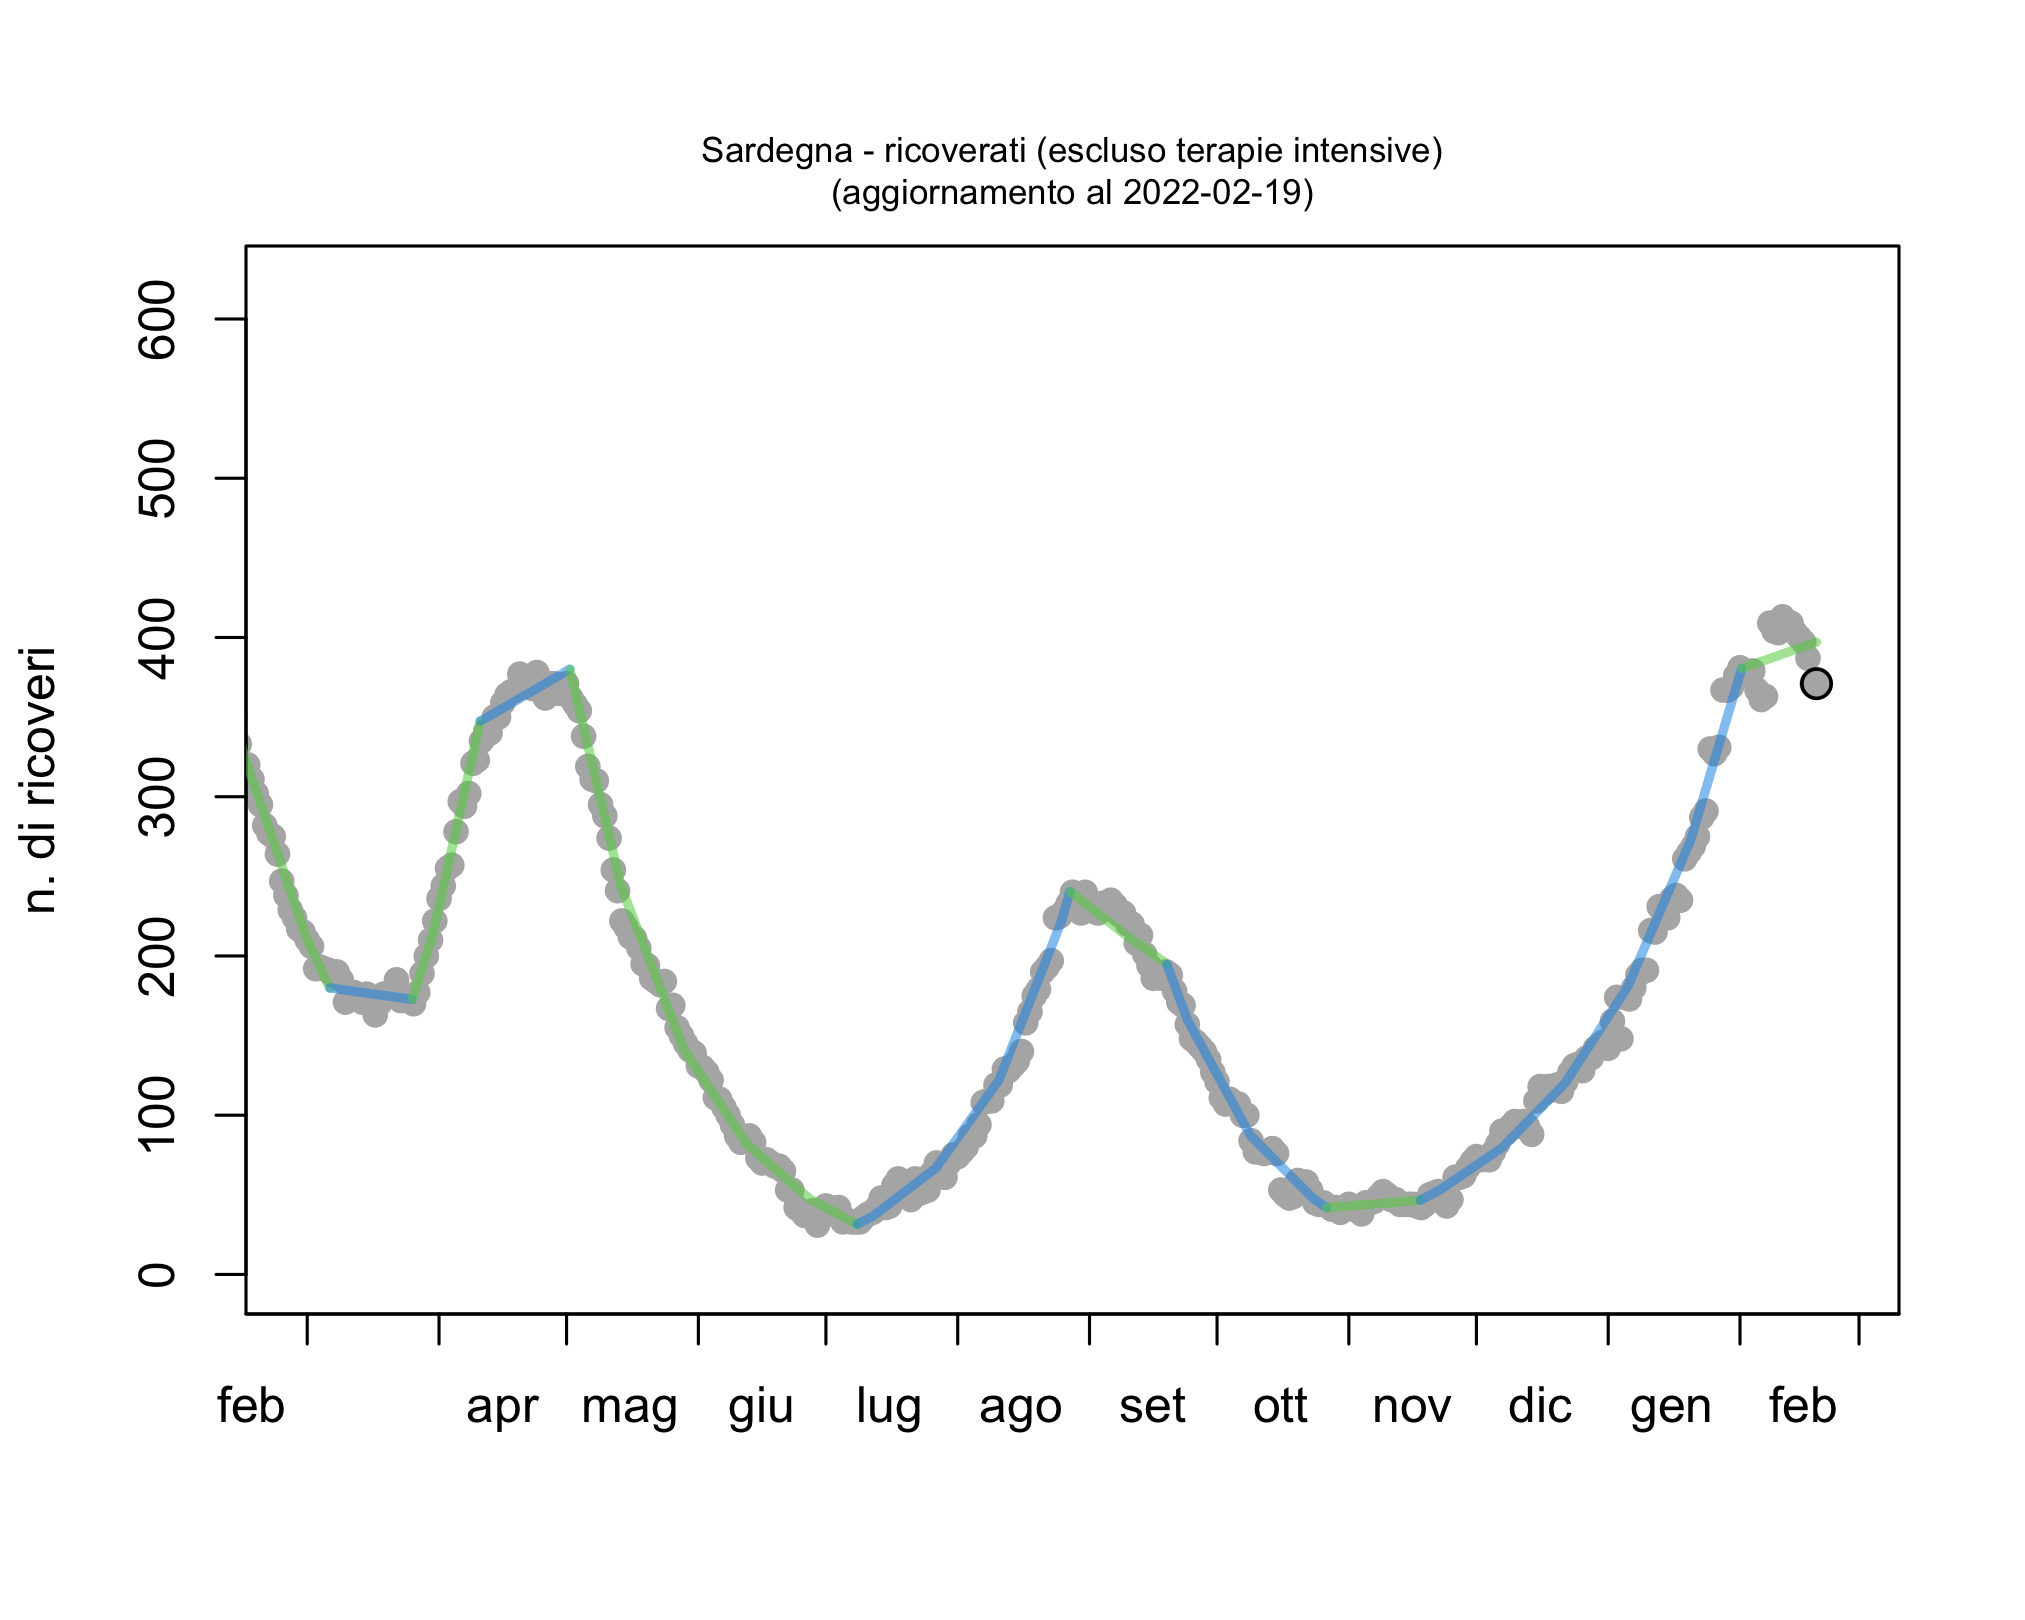 Sardegna - ricoverati (escluso terapie intensive)
(aggiornamento al 2022-02-19)
n. di ricoveri
600
500
400
300
200
100
0
feb apr mag giu lug ago set ott nov dic gen feb